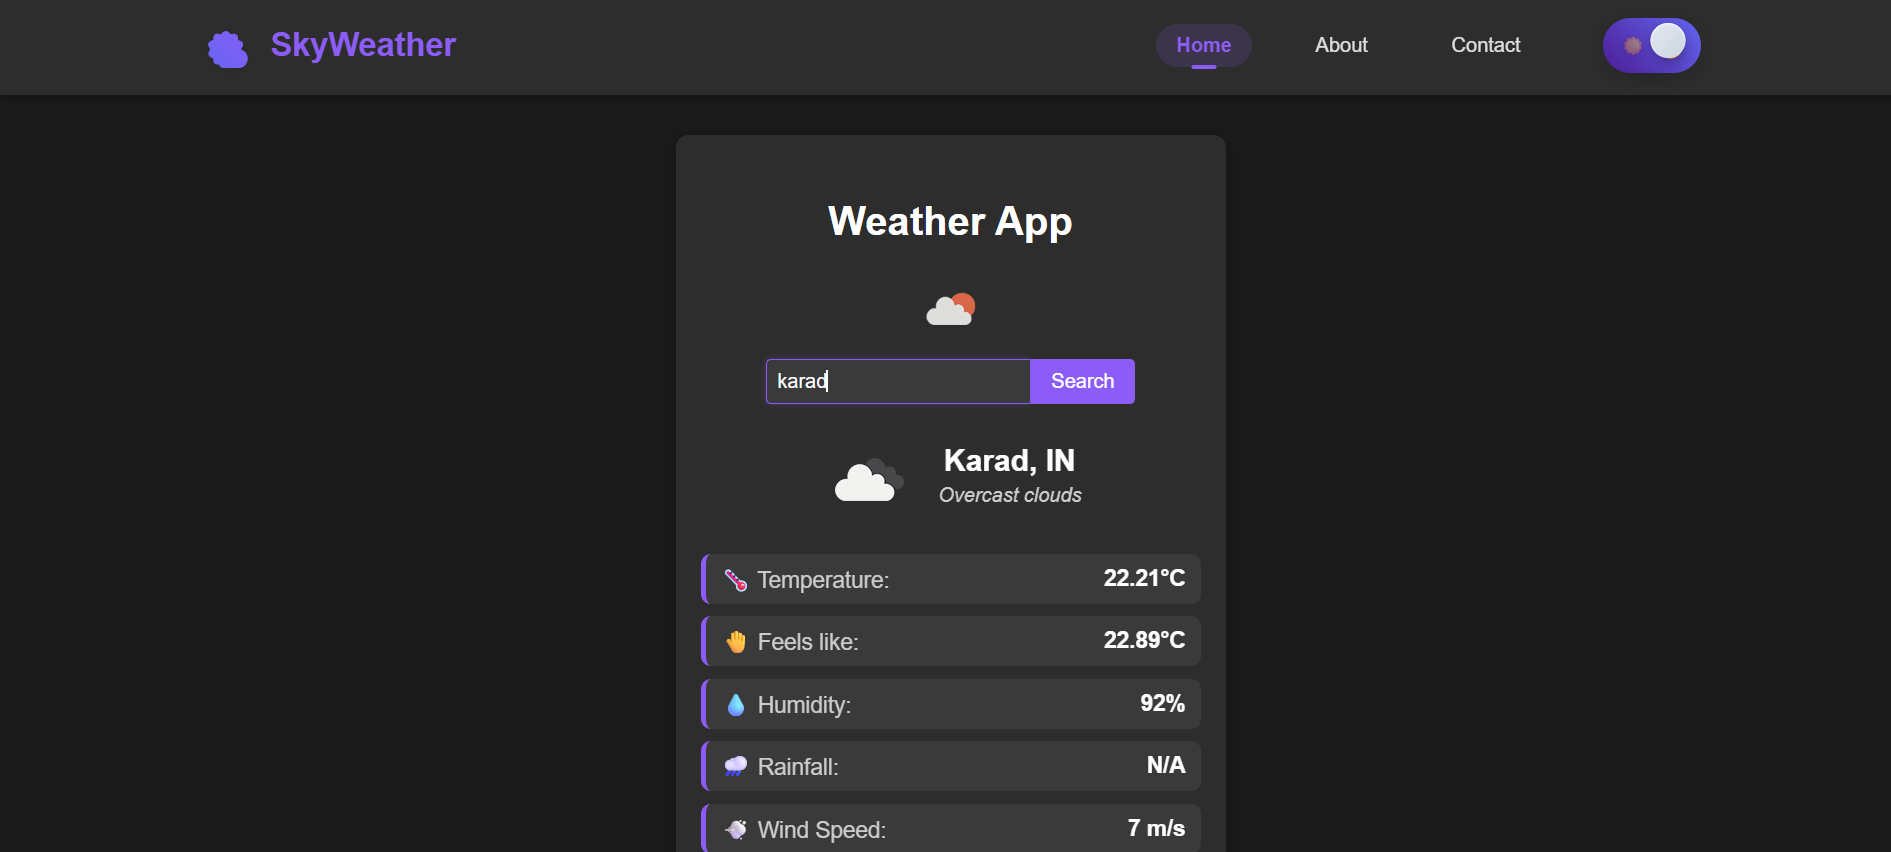 SkyWeather
Home
About
Contact
Weather App
karad
Search
Karad, IN
Overcast clouds
Temperature: 22.21°C
Feels like: 22.89°C
Humidity: 92%
Rainfall: N/A
Wind Speed: 7 m/s